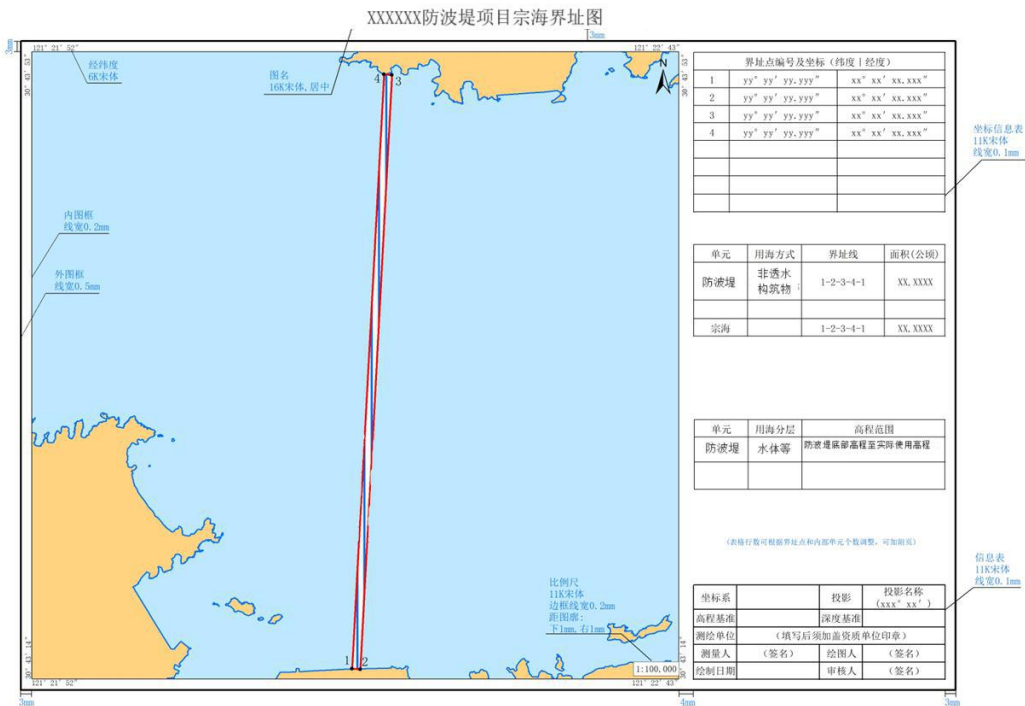 XXXXXX防波堤项目宗海界址图
3mm
3mm
121° 21′ 52″
121° 22′ 43″
30° 43′ 53″
30° 43′ 53″
经纬度
6K宋体
图名
16K宋体,居中
4
3
N
内图框
线宽0.2mm
外图框
线宽0.5mm
比例尺
11K宋体
边框线宽0.2mm
距图廓:
下1mm,右1mm
1:100,000
1
2
30° 43′ 14″
30° 43′ 14″
121° 21′ 52″
121° 22′ 43″
3mm
4mm
3mm
界址点编号及坐标（纬度 | 经度）
1 yy° yy′ yy.yyy″ xx° xx′ xx.xxx″
2 yy° yy′ yy.yyy″ xx° xx′ xx.xxx″
3 yy° yy′ yy.yyy″ xx° xx′ xx.xxx″
4 yy° yy′ yy.yyy″ xx° xx′ xx.xxx″
坐标信息表
11K宋体
线宽0.1mm
单元 用海方式 界址线 面积(公顷)
防波堤 非透水构筑物 1-2-3-4-1 XX.XXXX
宗海 1-2-3-4-1 XX.XXXX
单元 用海分层 高程范围
防波堤 水体等 防波堤底部高程至实际使用高程
（表格行数可根据界址点和内部单元个数调整，可加附页）
信息表
11K宋体
线宽0.1mm
坐标系 投影 投影名称(xxx° xx′)
高程基准 深度基准
测绘单位 （填写后须加盖资质单位印章）
测量人 （签名） 绘图人 （签名）
绘制日期 审核人 （签名）